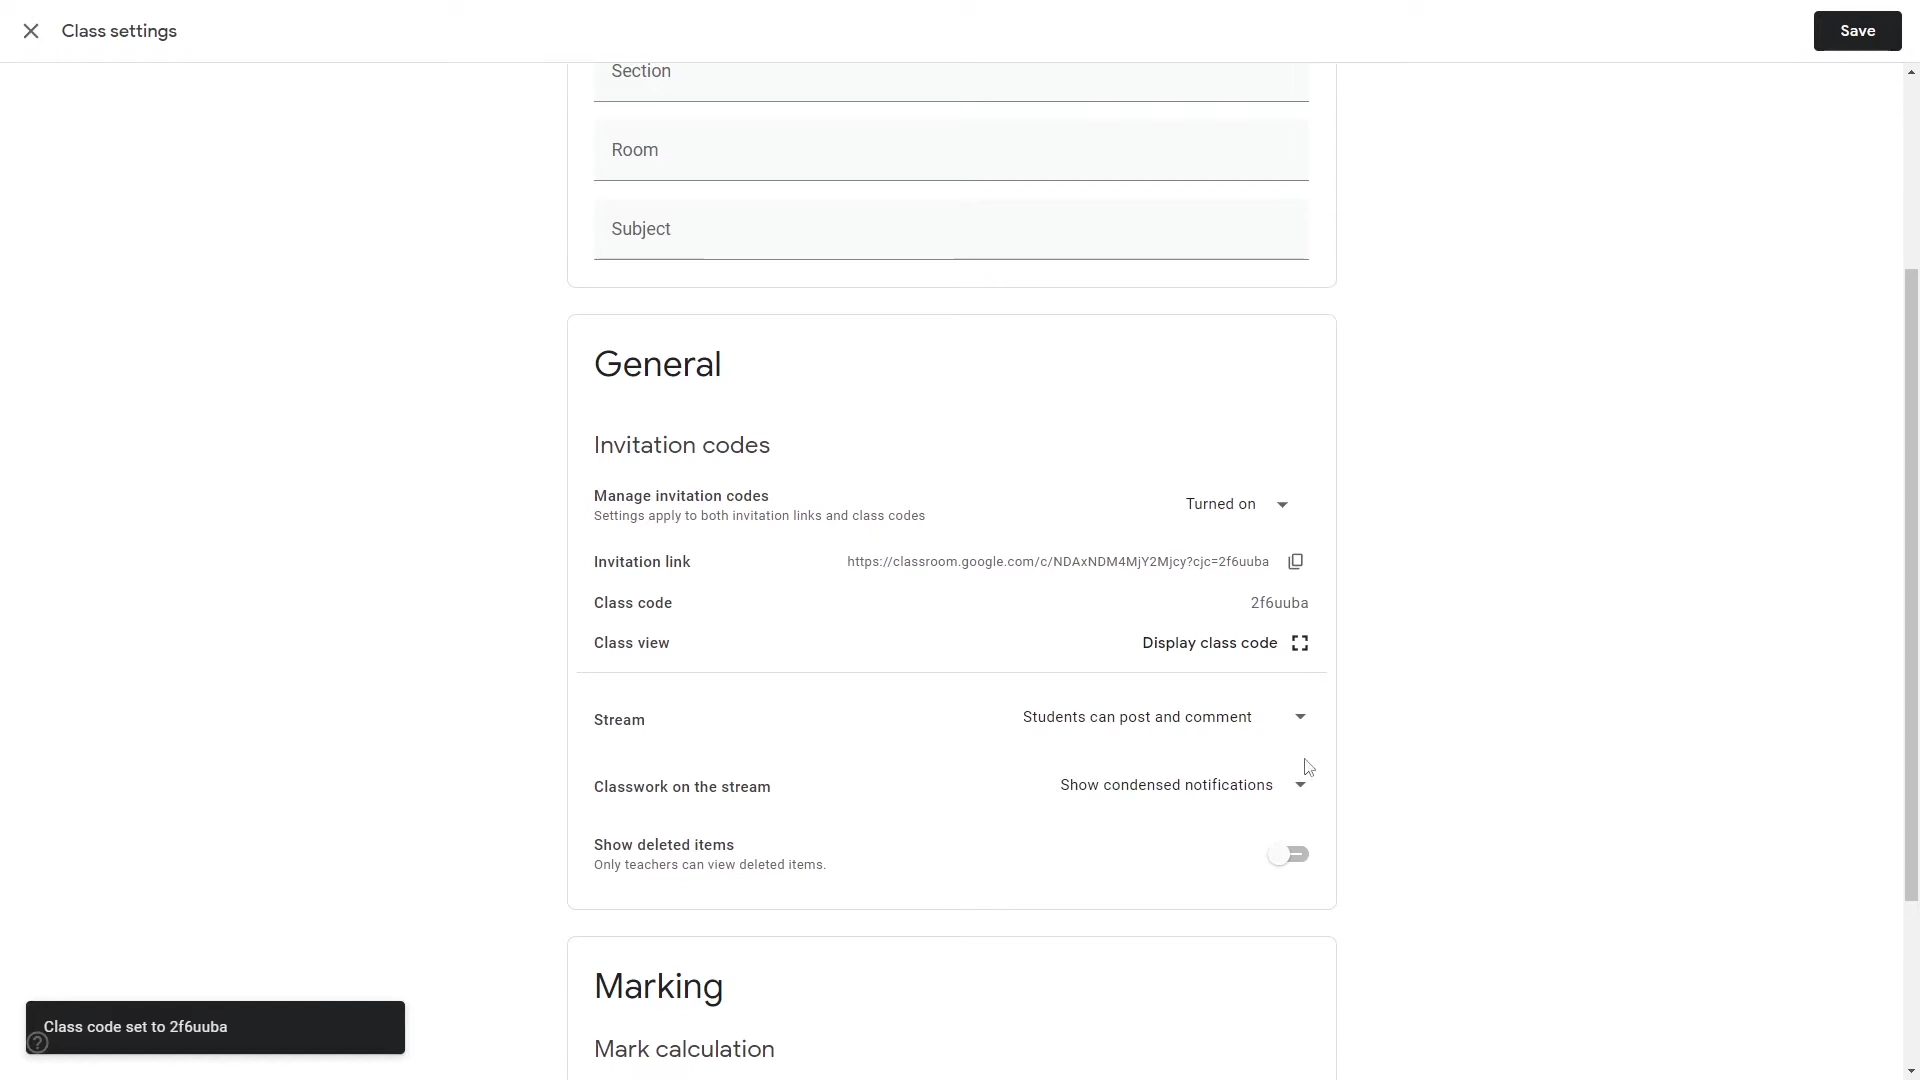 Class settings
Save
Section
Room
Subject
General
Invitation codes
Manage invitation codes
Settings apply to both invitation links and class codes
Turned on
Invitation link
https://classroom.google.com/c/NDAxNDM4MjY2Mjcy?cjc=2f6uuba
Class code
2f6uuba
Class view
Display class code
Stream
Students can post and comment
Classwork on the stream
Show condensed notifications
Show deleted items
Only teachers can view deleted items.
Marking
Mark calculation
Class code set to 2f6uuba
?